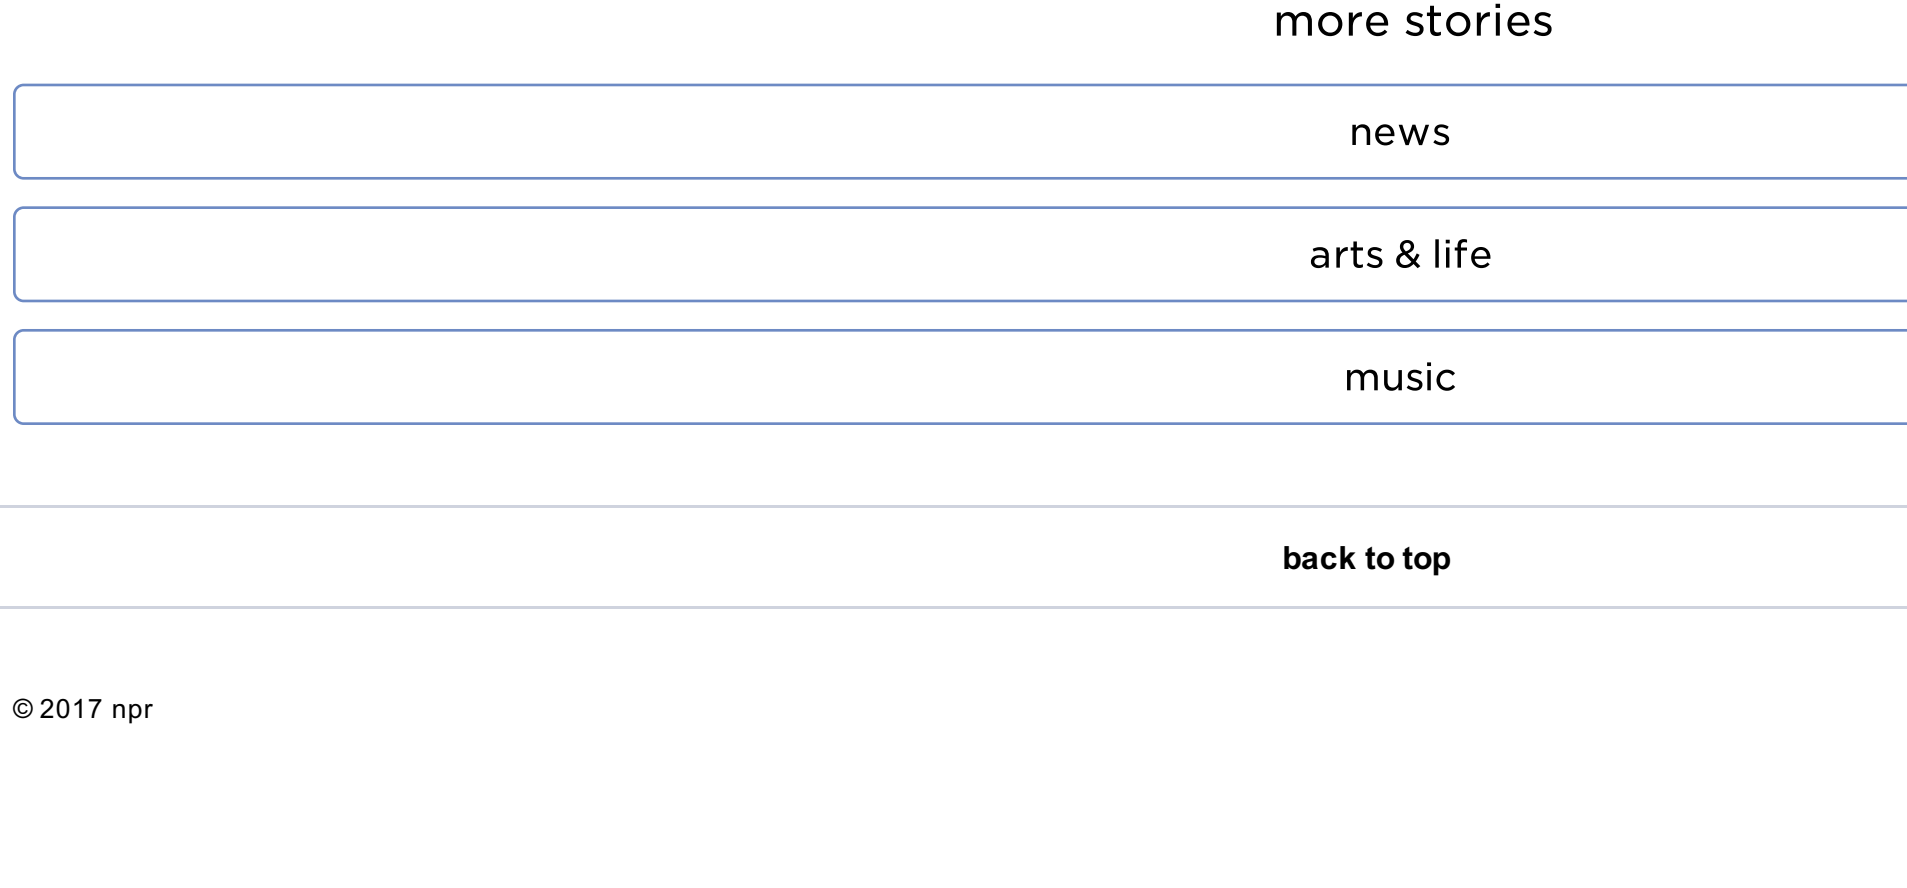 more stories
news
arts & life
music
back to top
© 2017 npr